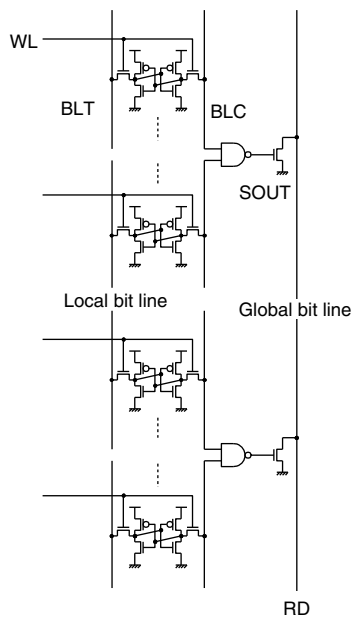 WL
BLT
BLC
SOUT
Local bit line
Global bit line
RD